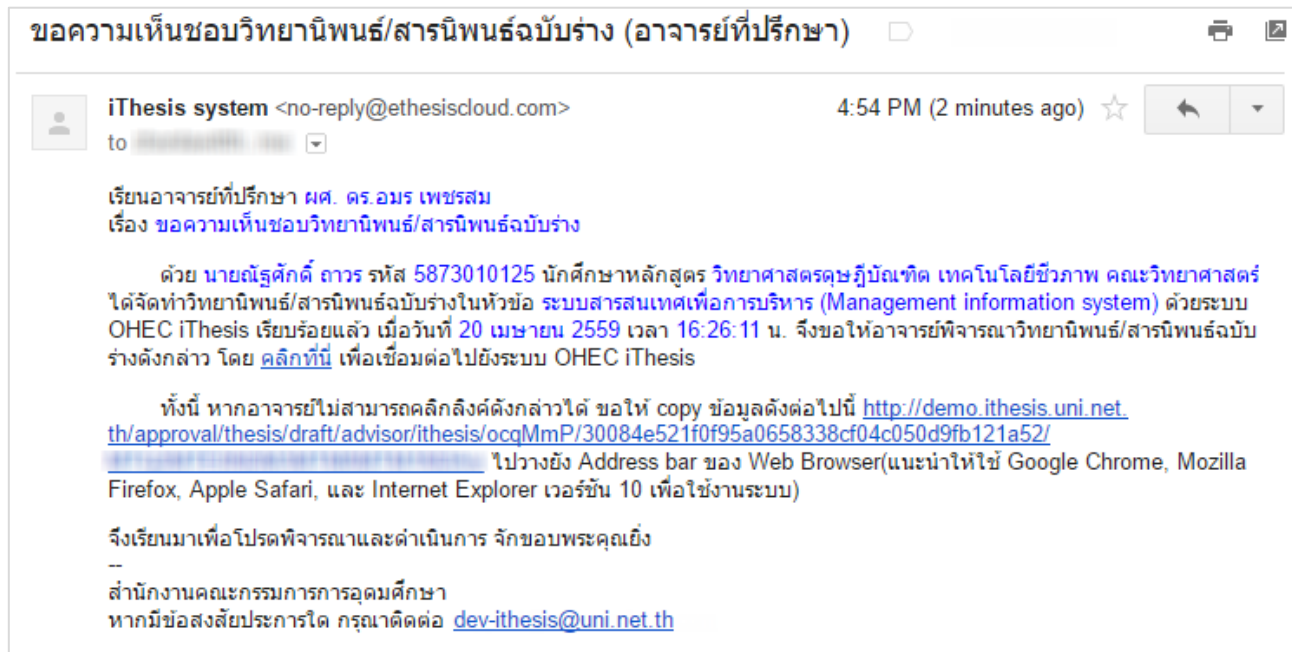 ขอความเห็นชอบวิทยานิพนธ์/สารนิพนธ์ฉบับร่าง (อาจารย์ที่ปรึกษา)
iThesis system <no-reply@ethesiscloud.com> 4:54 PM (2 minutes ago)
to
เรียนอาจารย์ที่ปรึกษา ผศ. ดร.อมร เพชรสม
เรื่อง ขอความเห็นชอบวิทยานิพนธ์/สารนิพนธ์ฉบับร่าง
ด้วย นายณัฐศักดิ์ ถาวร รหัส 5873010125 นักศึกษาหลักสูตร วิทยาศาสตรดุษฎีบัณฑิต เทคโนโลยีชีวภาพ คณะวิทยาศาสตร์
ได้จัดทำวิทยานิพนธ์/สารนิพนธ์ฉบับร่างในหัวข้อ ระบบสารสนเทศเพื่อการบริหาร (Management information system) ด้วยระบบ
OHEC iThesis เรียบร้อยแล้ว เมื่อวันที่ 20 เมษายน 2559 เวลา 16:26:11 น. จึงขอให้อาจารย์พิจารณาวิทยานิพนธ์/สารนิพนธ์ฉบับ
ร่างดังกล่าว โดย คลิกที่นี่ เพื่อเชื่อมต่อไปยังระบบ OHEC iThesis
ทั้งนี้ หากอาจารย์ไม่สามารถคลิกลิงค์ดังกล่าวได้ ขอให้ copy ข้อมูลดังต่อไปนี้ http://demo.ithesis.uni.net.
th/approval/thesis/draft/advisor/ithesis/ocqMmP/30084e521f0f95a0658338cf04c050d9fb121a52/
ไปวางยัง Address bar ของ Web Browser(แนะนำให้ใช้ Google Chrome, Mozilla
Firefox, Apple Safari, และ Internet Explorer เวอร์ชัน 10 เพื่อใช้งานระบบ)
จึงเรียนมาเพื่อโปรดพิจารณาและดำเนินการ จักขอบพระคุณยิ่ง
--
สำนักงานคณะกรรมการการอุดมศึกษา
หากมีข้อสงสัยประการใด กรุณาติดต่อ dev-ithesis@uni.net.th